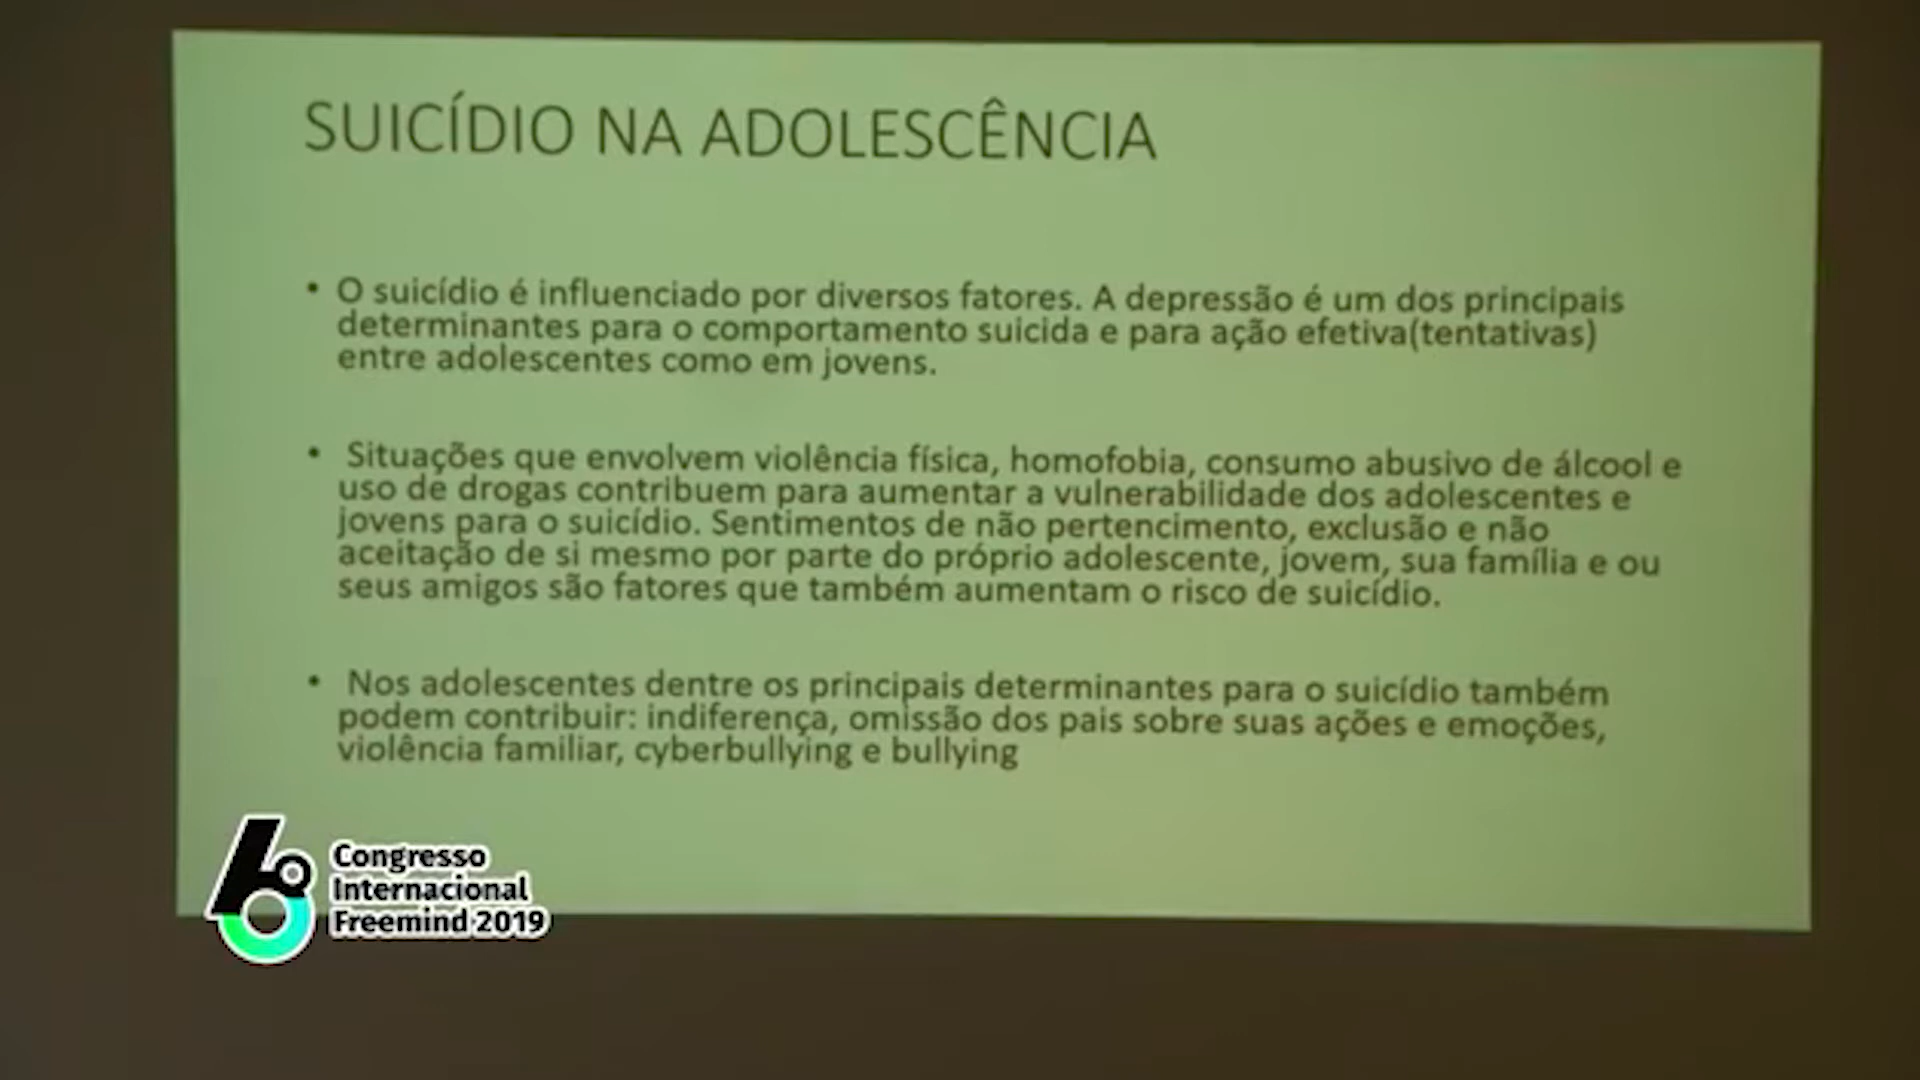 SUICÍDIO NA ADOLESCÊNCIA
• O suicídio é influenciado por diversos fatores. A depressão é um dos principais
determinantes para o comportamento suicida e para ação efetiva(tentativas)
entre adolescentes como em jovens.
• Situações que envolvem violência física, homofobia, consumo abusivo de álcool e
uso de drogas contribuem para aumentar a vulnerabilidade dos adolescentes e
jovens para o suicídio. Sentimentos de não pertencimento, exclusão e não
aceitação de si mesmo por parte do próprio adolescente, jovem, sua família e ou
seus amigos são fatores que também aumentam o risco de suicídio.
• Nos adolescentes dentre os principais determinantes para o suicídio também
podem contribuir: indiferença, omissão dos pais sobre suas ações e emoções,
violência familiar, cyberbullying e bullying
6º
Congresso
Internacional
Freemind 2019